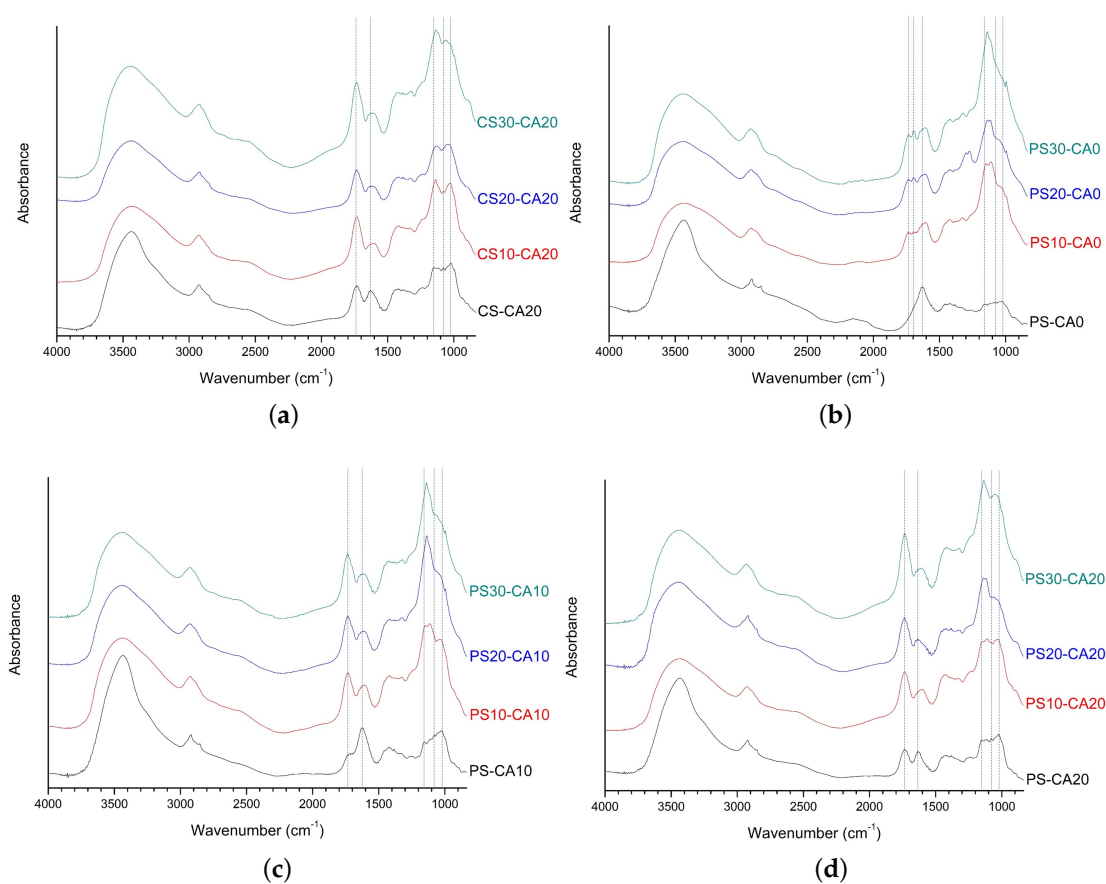 Absorbance
CS30-CA20
CS20-CA20
CS10-CA20
CS-CA20
4000 3500 3000 2500 2000 1500 1000
Wavenumber (cm⁻¹)
(a)
Absorbance
PS30-CA0
PS20-CA0
PS10-CA0
PS-CA0
4000 3500 3000 2500 2000 1500 1000
Wavenumber (cm⁻¹)
(b)
Absorbance
PS30-CA10
PS20-CA10
PS10-CA10
PS-CA10
4000 3500 3000 2500 2000 1500 1000
Wavenumber (cm⁻¹)
(c)
Absorbance
PS30-CA20
PS20-CA20
PS10-CA20
PS-CA20
4000 3500 3000 2500 2000 1500 1000
Wavenumber (cm⁻¹)
(d)